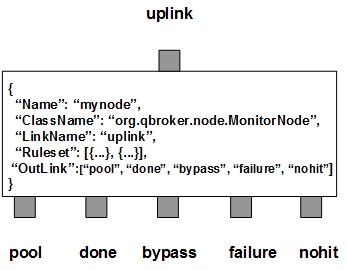 uplink
{
“Name”: “mynode”,
“ClassName”: “org.qbroker.node.MonitorNode”,
“LinkName”: “uplink”,
“Ruleset”: [{...}, {...}],
“OutLink”:[“pool”, “done”, “bypass”, “failure”, “nohit”]
}
pool done bypass failure nohit